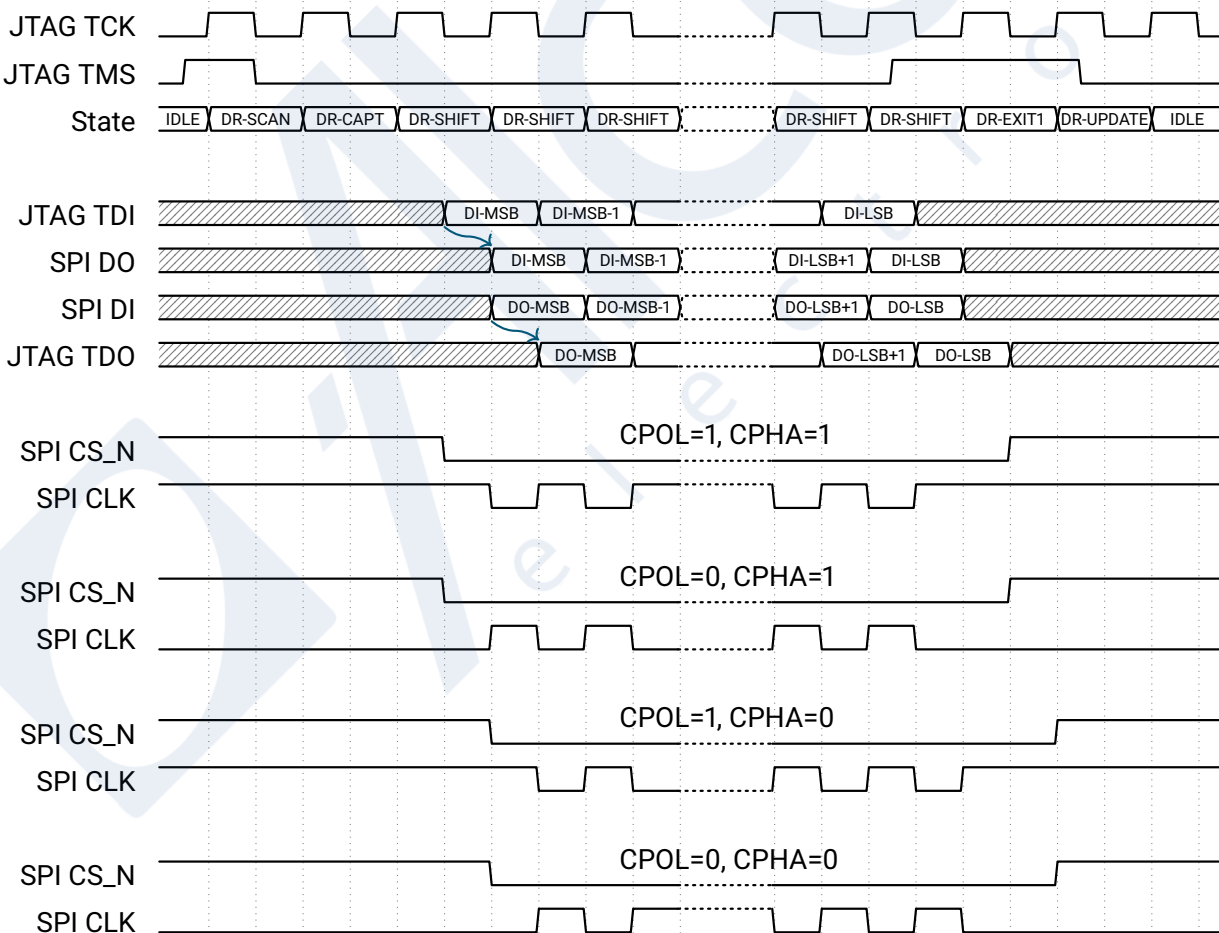 JTAG TCK
JTAG TMS
State IDLE DR-SCAN DR-CAPT DR-SHIFT DR-SHIFT DR-SHIFT DR-SHIFT DR-SHIFT DR-EXIT1 DR-UPDATE IDLE
JTAG TDI DI-MSB DI-MSB-1 DI-LSB
SPI DO DI-MSB DI-MSB-1 DI-LSB+1 DI-LSB
SPI DI DO-MSB DO-MSB-1 DO-LSB+1 DO-LSB
JTAG TDO DO-MSB DO-LSB+1 DO-LSB
CPOL=1, CPHA=1
SPI CS_N
SPI CLK
CPOL=0, CPHA=1
SPI CS_N
SPI CLK
CPOL=1, CPHA=0
SPI CS_N
SPI CLK
CPOL=0, CPHA=0
SPI CS_N
SPI CLK